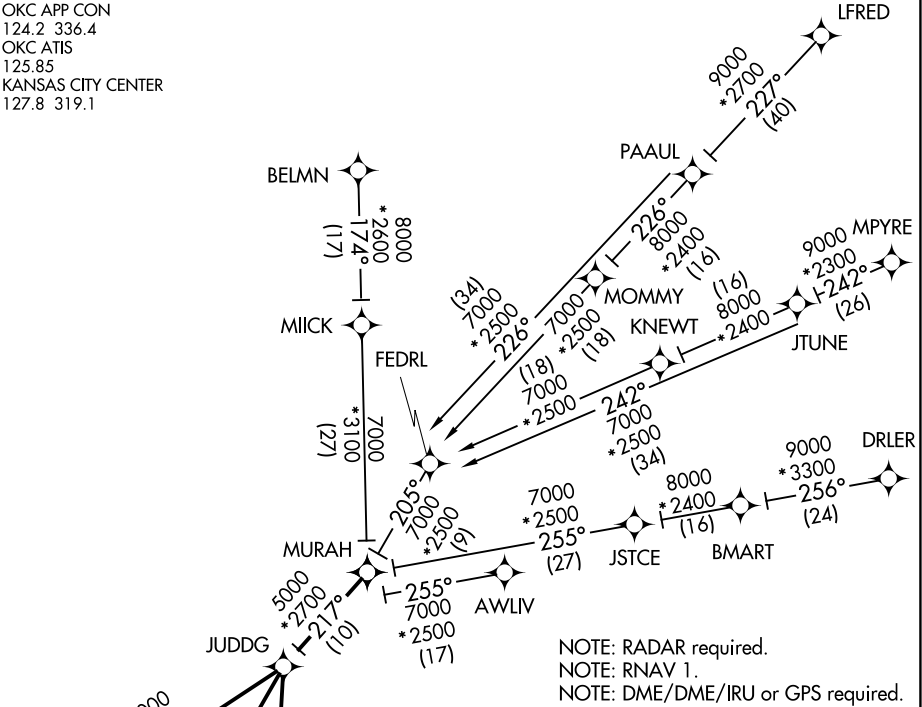 OKC APP CON
124.2 336.4
OKC ATIS
125.85
KANSAS CITY CENTER
127.8 319.1
LFRED
9000
*2700
227°
(40)
PAAUL
BELMN
8000
*2600
174°
(17)
226°
8000
*2400
(16)
MPYRE
9000
*2300
242°
(26)
MOMMY
(34)
7000
*2500
226°
7000
*2500
(18)
(16)
8000
*2400
JTUNE
MIICK
KNEWT
FEDRL
(18)
7000
*2500
242°
7000
*2500
(34)
7000
*3100
(27)
DRLER
9000
*3300
256°
(24)
8000
*2400
(16)
BMART
205°
7000
*2500
(9)
7000
*2500
255°
(27)
JSTCE
MURAH
255°
7000
*2500
(17)
AWLIV
5000
*2700
217°
(10)
JUDDG
NOTE: RADAR required.
NOTE: RNAV 1.
NOTE: DME/DME/IRU or GPS required.